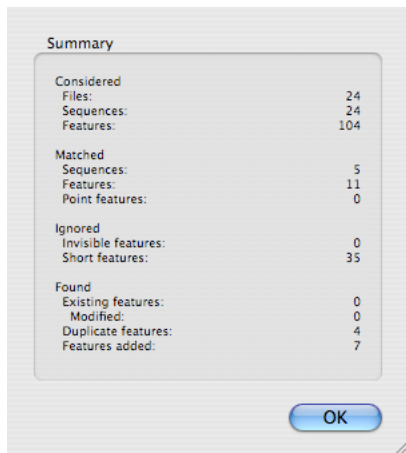 Summary
Considered
Files: 24
Sequences: 24
Features: 104
Matched
Sequences: 5
Features: 11
Point features: 0
Ignored
Invisible features: 0
Short features: 35
Found
Existing features: 0
Modified: 0
Duplicate features: 4
Features added: 7
OK